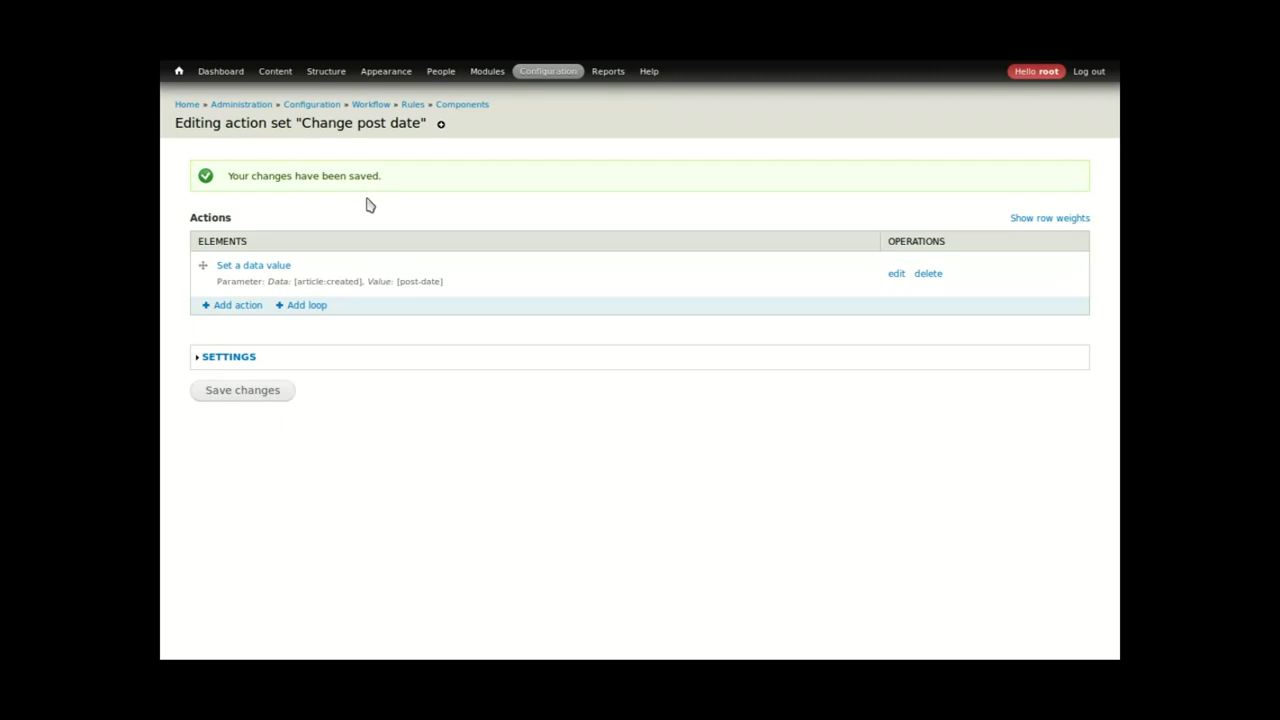 Dashboard Content Structure Appearance People Modules Configuration Reports Help Hello root Log out
Home » Administration » Configuration » Workflow » Rules » Components
Editing action set "Change post date"
Your changes have been saved.
Actions Show row weights
ELEMENTS OPERATIONS
Set a data value
Parameter: Data: [article:created], Value: [post-date]
edit delete
Add action Add loop
SETTINGS
Save changes